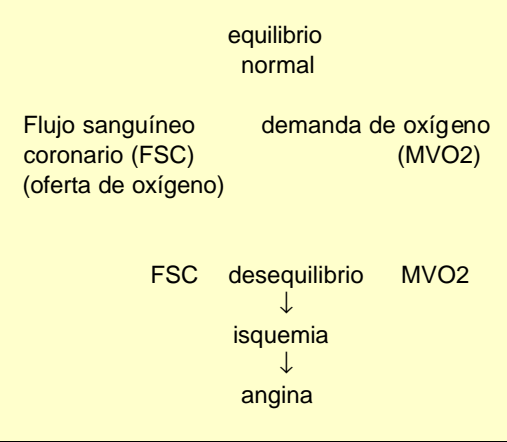 equilibrio
normal
Flujo sanguíneo demanda de oxígeno
coronario (FSC) (MVO2)
(oferta de oxígeno)
FSC desequilibrio MVO2
↓
isquemia
↓
angina